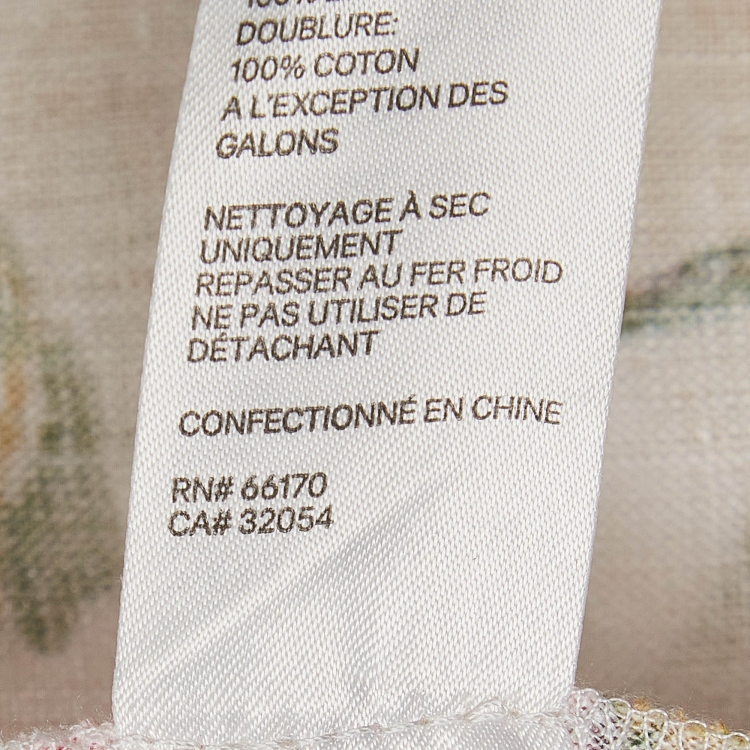 DOUBLURE:
100% COTON
A L'EXCEPTION DES
GALONS
NETTOYAGE À SEC
UNIQUEMENT
REPASSER AU FER FROID
NE PAS UTILISER DE
DÉTACHANT
CONFECTIONNÉ EN CHINE
RN# 66170
CA# 32054